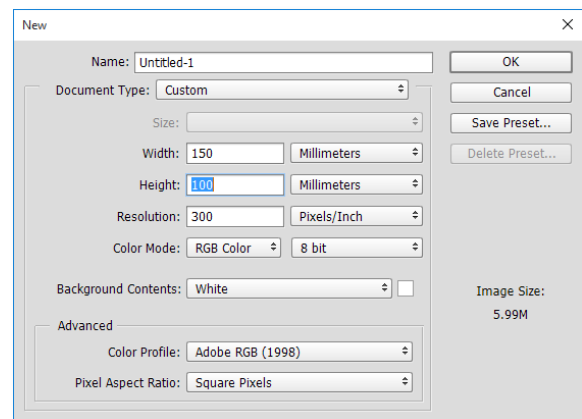 New
Name: Untitled-1
OK
Document Type: Custom
Cancel
Size:
Save Preset...
Width: 150 Millimeters
Delete Preset...
Height: 100 Millimeters
Resolution: 300 Pixels/Inch
Color Mode: RGB Color 8 bit
Background Contents: White
Image Size:
5.99M
Advanced
Color Profile: Adobe RGB (1998)
Pixel Aspect Ratio: Square Pixels